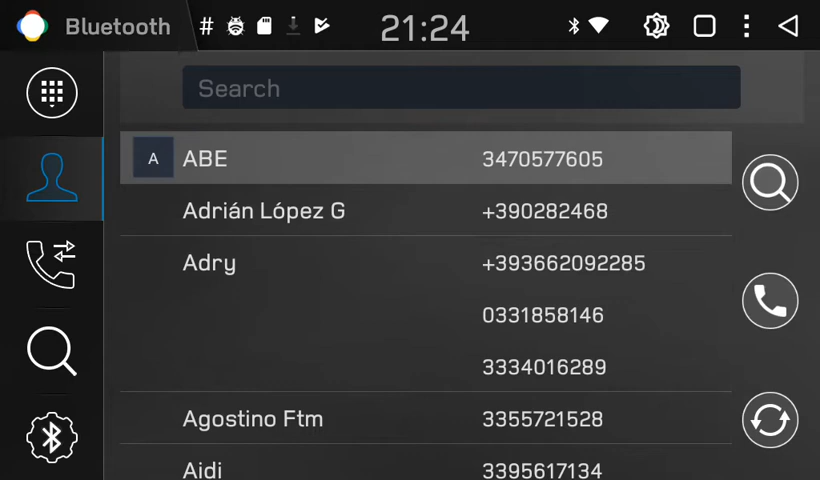 Bluetooth # 21:24
Search
A ABE 3470577605
Adrián López G +390282468
Adry +393662092285
0331858146
3334016289
Agostino Ftm 3355721528
Aidi 3395617134